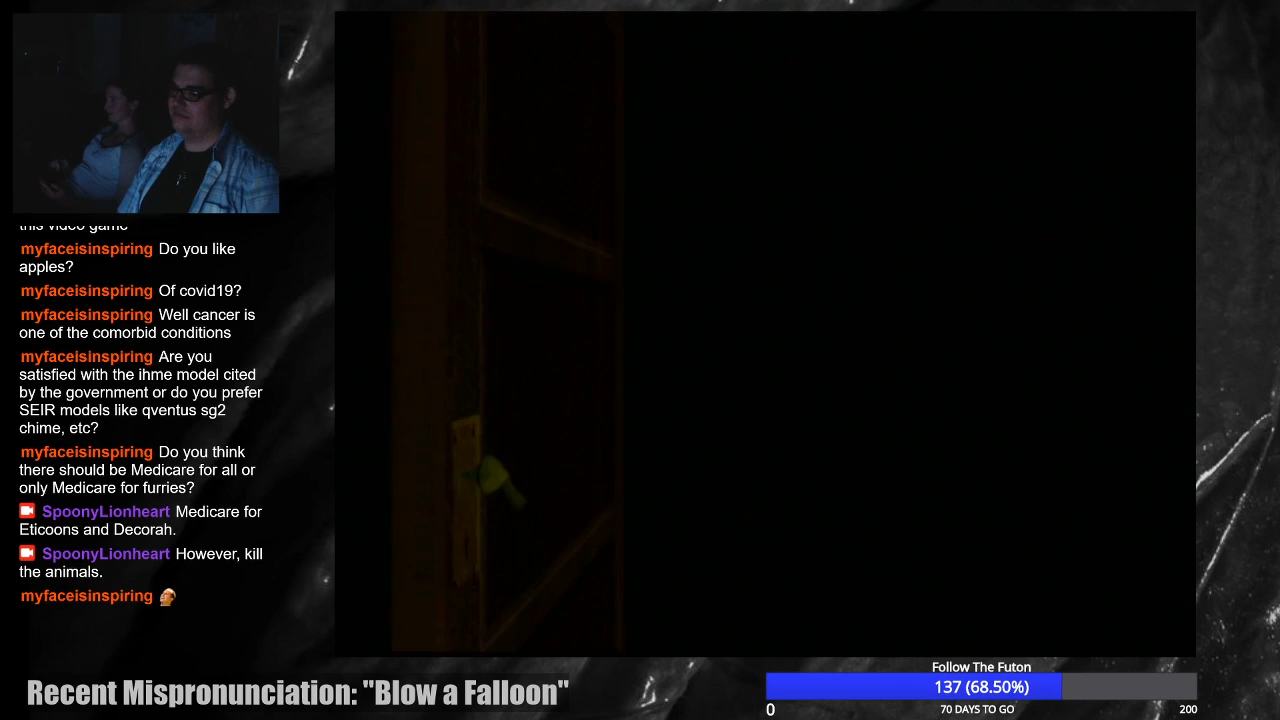 this video game
myfaceisinspiring Do you like
apples?
myfaceisinspiring Of covid19?
myfaceisinspiring Well cancer is
one of the comorbid conditions
myfaceisinspiring Are you
satisfied with the ihme model cited
by the government or do you prefer
SEIR models like qventus sg2
chime, etc?
myfaceisinspiring Do you think
there should be Medicare for all or
only Medicare for furries?
SpoonyLionheart Medicare for
Eticoons and Decorah.
SpoonyLionheart However, kill
the animals.
myfaceisinspiring
Recent Mispronunciation: "Blow a Falloon"
Follow The Futon
137 (68.50%)
0 70 DAYS TO GO 200